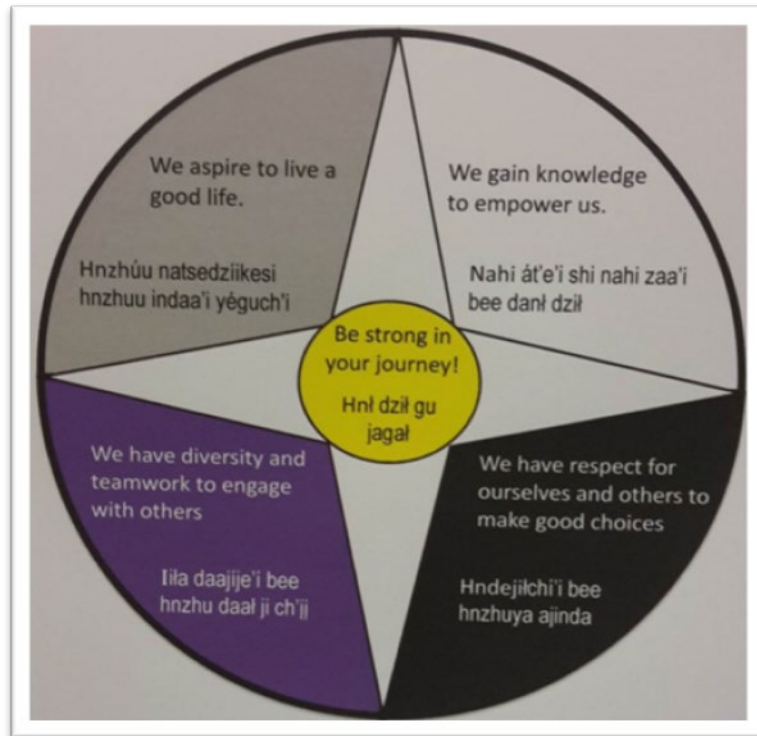 We aspire to live a
good life.
Hnzhúu natsedziikesi
hnzhuu indaa'i yéguch'i
We gain knowledge
to empower us.
Nahi át'e'i shi nahi zaa'i
bee danł dził
Be strong in
your journey!
Hnł dził gu
jagał
We have diversity and
teamwork to engage
with others
Iiła daajije'i bee
hnzhu daał ji ch'įį
We have respect for
ourselves and others to
make good choices
Hndejiłchí'i bee
hnzhuya ajinda